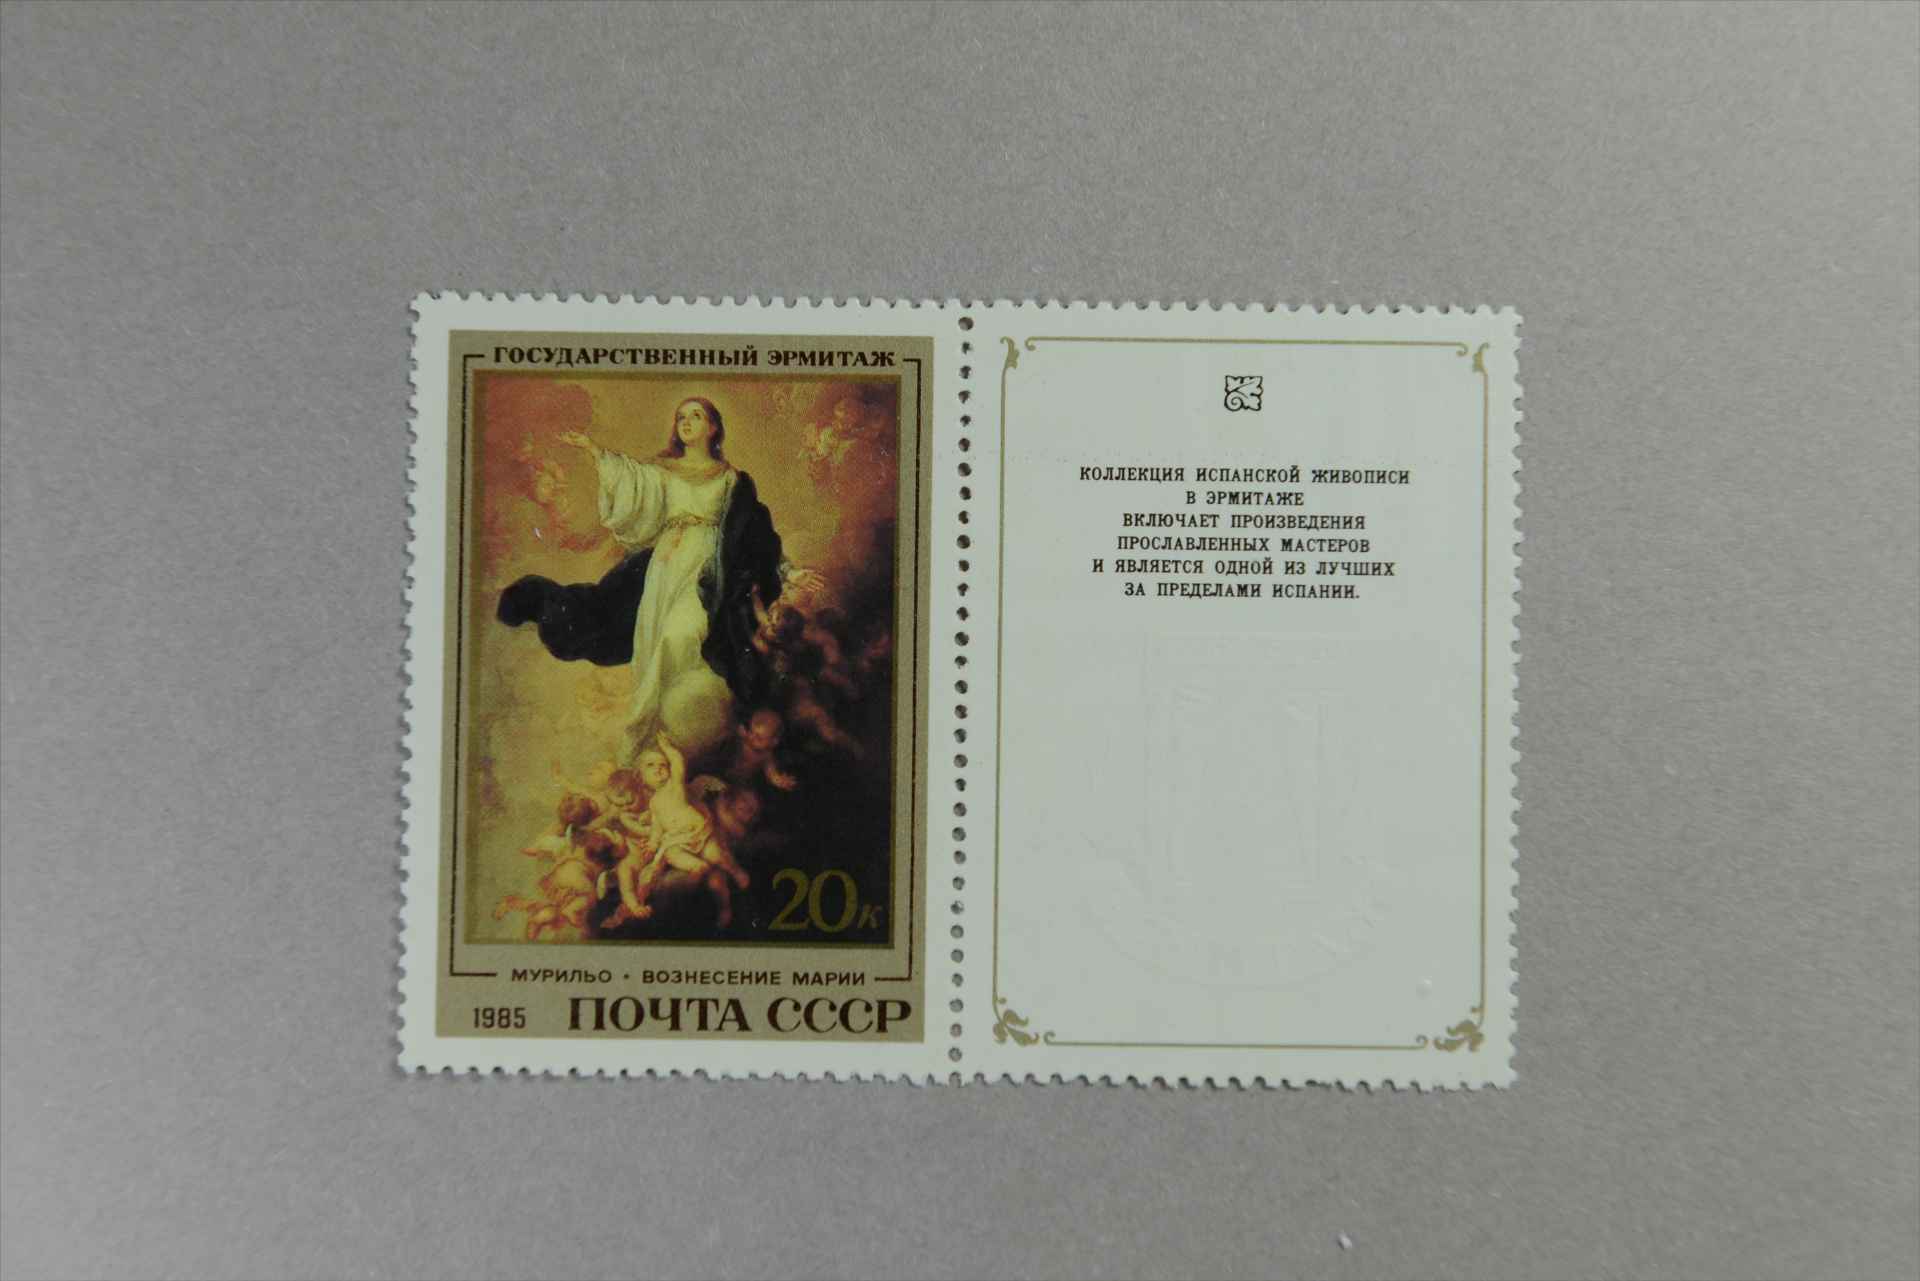 ГОСУДАРСТВЕННЫЙ ЭРМИТАЖ
20к
МУРИЛЬО • ВОЗНЕСЕНИЕ МАРИИ
1985 ПОЧТА СССР
КОЛЛЕКЦИЯ ИСПАНСКОЙ ЖИВОПИСИ
В ЭРМИТАЖЕ
ВКЛЮЧАЕТ ПРОИЗВЕДЕНИЯ
ПРОСЛАВЛЕННЫХ МАСТЕРОВ
И ЯВЛЯЕТСЯ ОДНОЙ ИЗ ЛУЧШИХ
ЗА ПРЕДЕЛАМИ ИСПАНИИ.